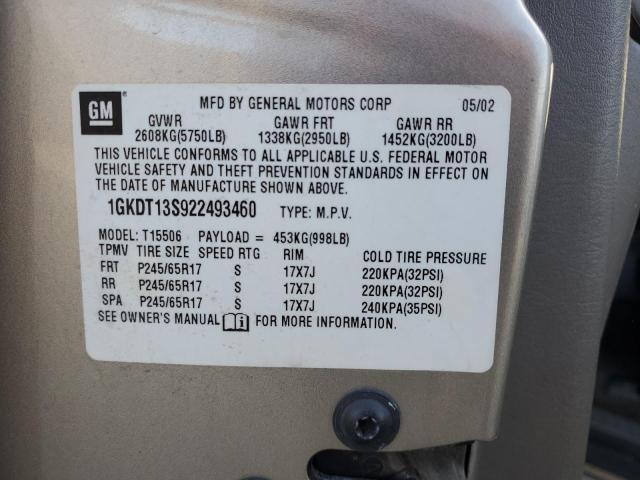 GM MFD BY GENERAL MOTORS CORP 05/02
GVWR GAWR FRT GAWR RR
2608KG(5750LB) 1338KG(2950LB) 1452KG(3200LB)
THIS VEHICLE CONFORMS TO ALL APPLICABLE U.S. FEDERAL MOTOR
VEHICLE SAFETY AND THEFT PREVENTION STANDARDS IN EFFECT ON
THE DATE OF MANUFACTURE SHOWN ABOVE.
1GKDT13S922493460 TYPE: M.P.V.
MODEL: T15506 PAYLOAD = 453KG(998LB)
TPMV TIRE SIZE SPEED RTG RIM COLD TIRE PRESSURE
FRT P245/65R17 S 17X7J 220KPA(32PSI)
RR P245/65R17 S 17X7J 220KPA(32PSI)
SPA P245/65R17 S 17X7J 240KPA(35PSI)
SEE OWNER'S MANUAL FOR MORE INFORMATION.